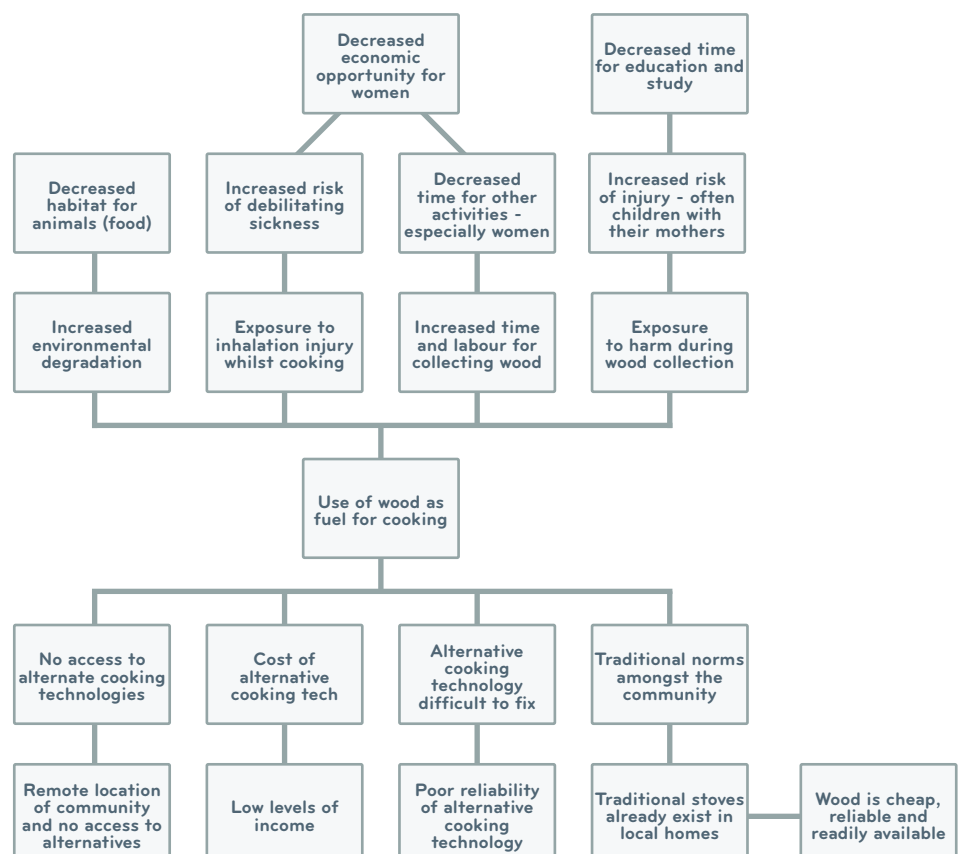 Decreased
economic
opportunity for
women
Decreased time
for education and
study
Decreased
habitat for
animals (food)
Increased risk
of debilitating
sickness
Decreased
time for other
activities -
especially women
Increased risk
of injury - often
children with
their mothers
Increased
environmental
degradation
Exposure to
inhalation injury
whilst cooking
Increased time
and labour for
collecting wood
Exposure
to harm during
wood collection
Use of wood as
fuel for cooking
No access to
alternate cooking
technologies
Cost of
alternative
cooking tech
Alternative
cooking
technology
difficult to fix
Traditional norms
amongst the
community
Remote location
of community
and no access to
alternatives
Low levels of
income
Poor reliability
of alternative
cooking
technology
Traditional stoves
already exist in
local homes
Wood is cheap,
reliable and
readily available